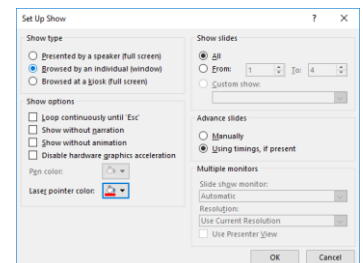 Set Up Show ? ×
Show type
Presented by a speaker (full screen)
Browsed by an individual (window)
Browsed at a kiosk (full screen)
Show options
Loop continuously until 'Esc'
Show without narration
Show without animation
Disable hardware graphics acceleration
Pen color:
Laser pointer color:
Show slides
All
From: 1 To: 4
Custom show:
Advance slides
Manually
Using timings, if present
Multiple monitors
Slide show monitor:
Automatic
Resolution:
Use Current Resolution
Use Presenter View
OK Cancel